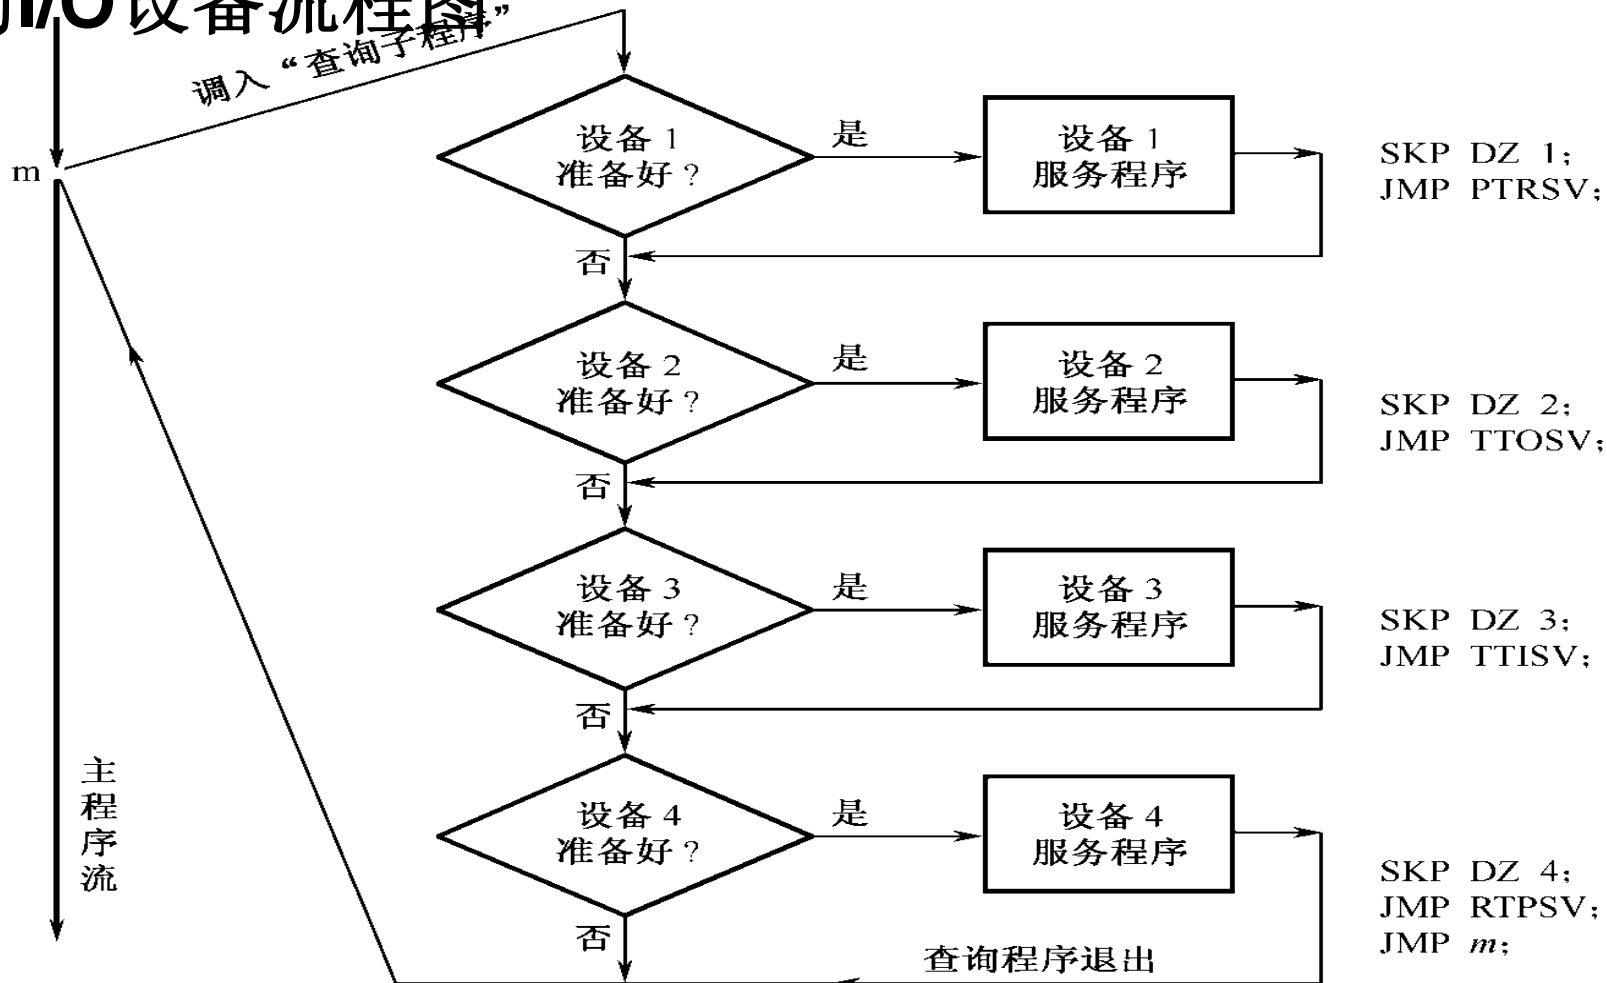 I/O设备流程图
调入“查询子程序”
m
设备1
准备好?
是
设备1
服务程序
SKP DZ 1;
JMP PTRSV;
否
设备2
准备好?
是
设备2
服务程序
SKP DZ 2;
JMP TTOSV;
否
设备3
准备好?
是
设备3
服务程序
SKP DZ 3;
JMP TTISV;
否
设备4
准备好?
是
设备4
服务程序
SKP DZ 4;
JMP RTPSV;
JMP m;
否
查询程序退出
主程序流